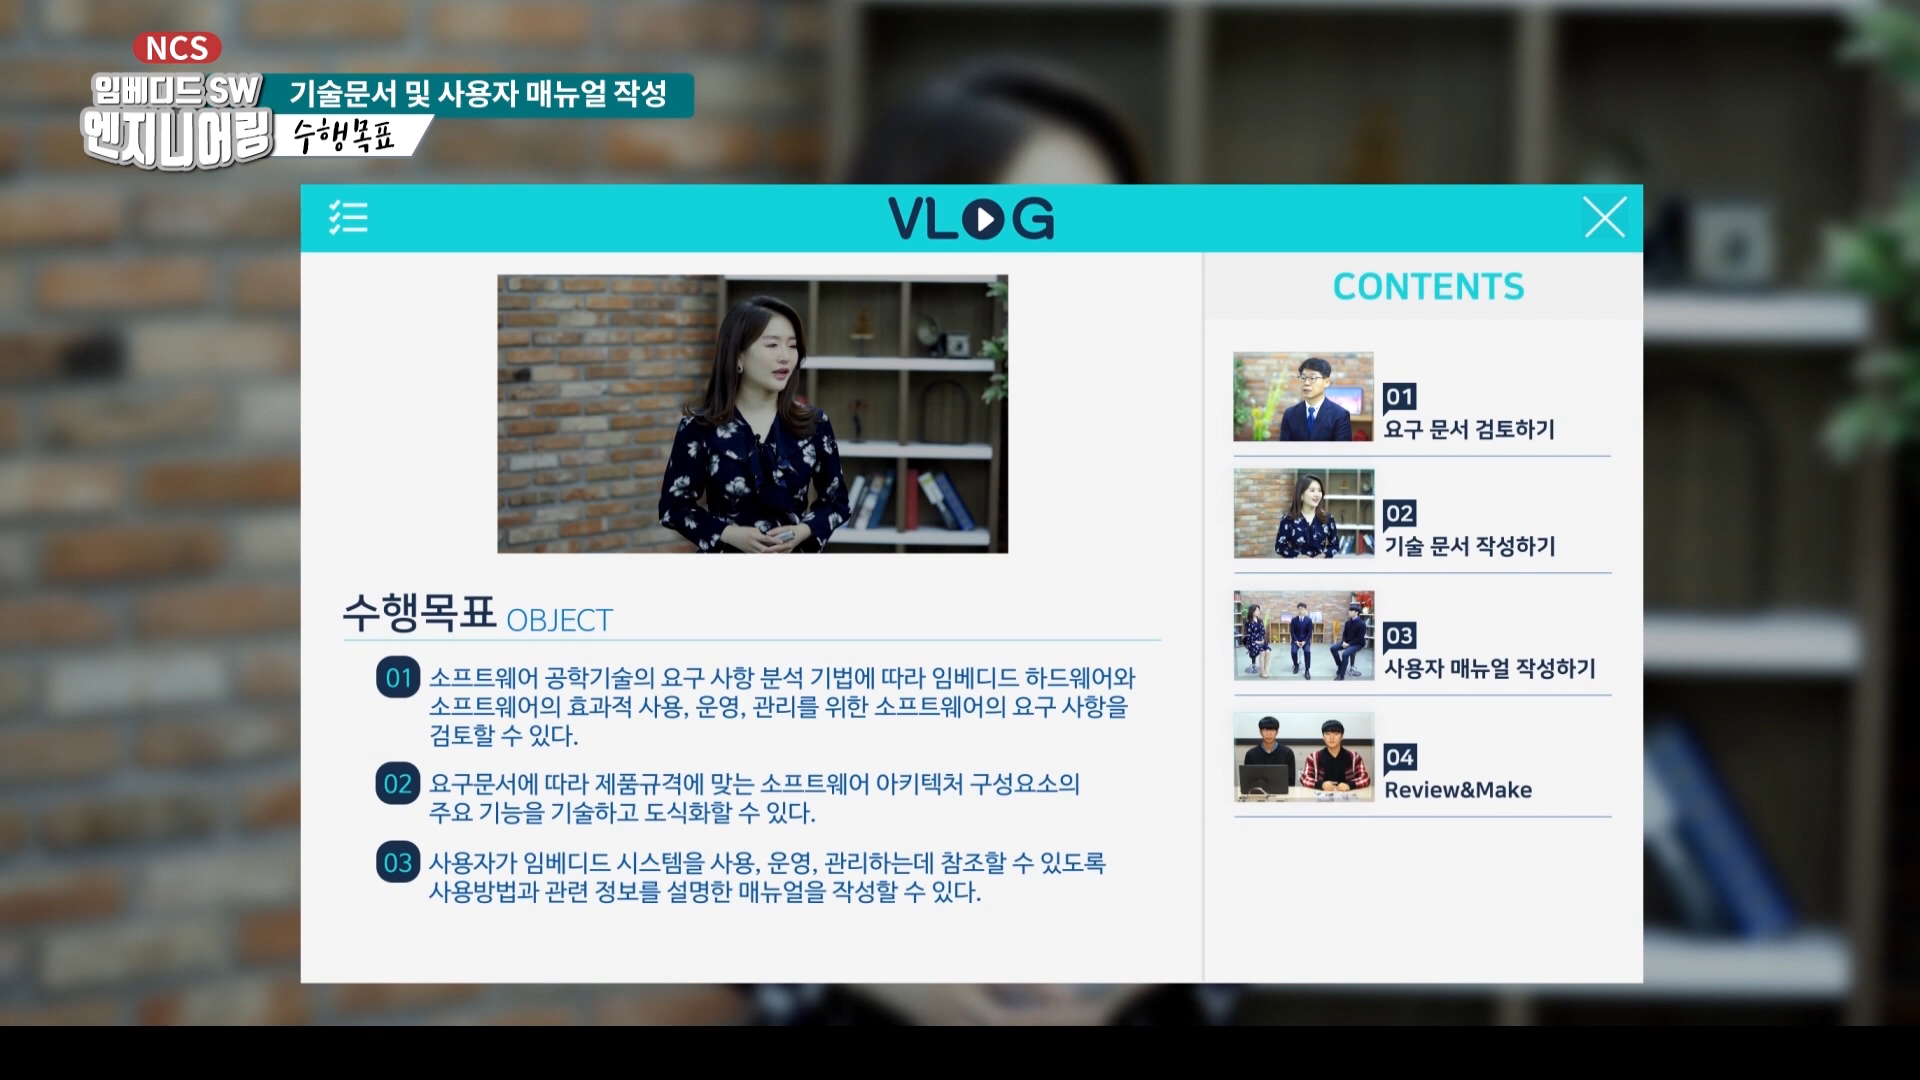 NCS
임베디드 SW
엔지니어링
기술문서 및 사용자 매뉴얼 작성
수행목표
VLOG
수행목표 OBJECT
01 소프트웨어 공학기술의 요구 사항 분석 기법에 따라 임베디드 하드웨어와
소프트웨어의 효과적 사용, 운영, 관리를 위한 소프트웨어의 요구 사항을
검토할 수 있다.
02 요구문서에 따라 제품규격에 맞는 소프트웨어 아키텍처 구성요소의
주요 기능을 기술하고 도식화할 수 있다.
03 사용자가 임베디드 시스템을 사용, 운영, 관리하는데 참조할 수 있도록
사용방법과 관련 정보를 설명한 매뉴얼을 작성할 수 있다.
CONTENTS
01
요구 문서 검토하기
02
기술 문서 작성하기
03
사용자 매뉴얼 작성하기
04
Review&Make